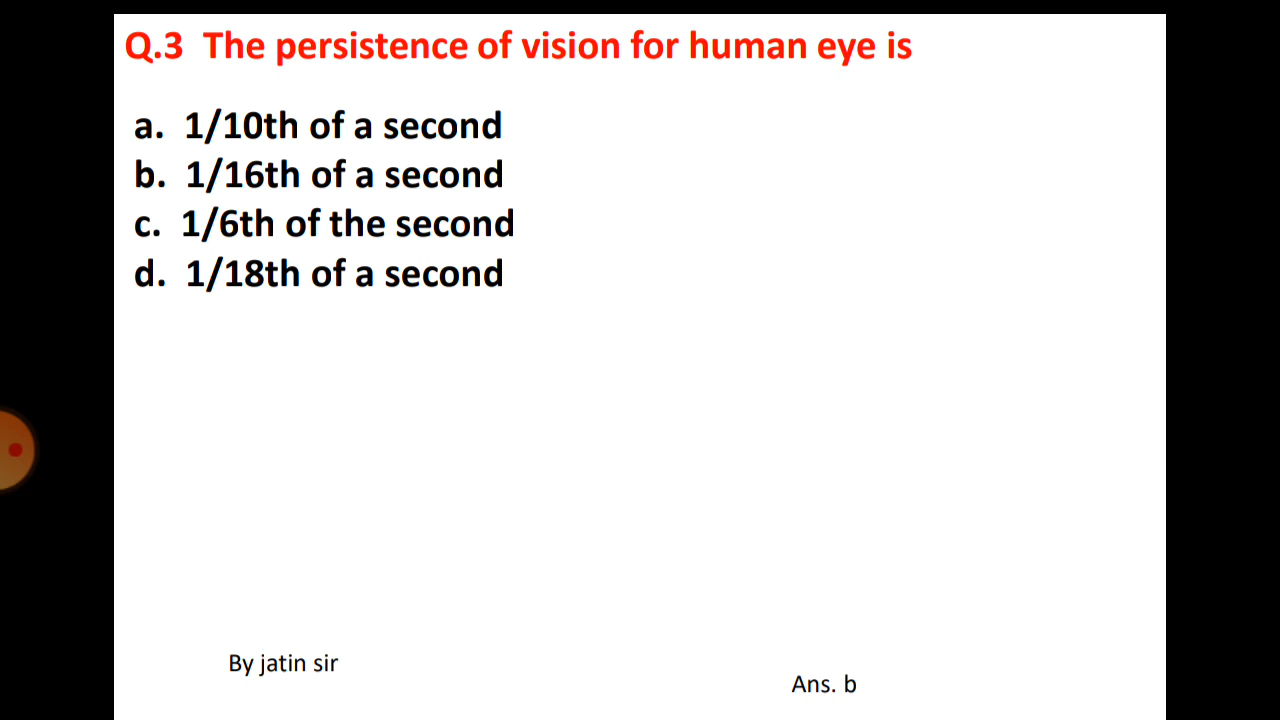 Q.3 The persistence of vision for human eye is
a. 1/10th of a second
b. 1/16th of a second
c. 1/6th of the second
d. 1/18th of a second
By jatin sir
Ans. b